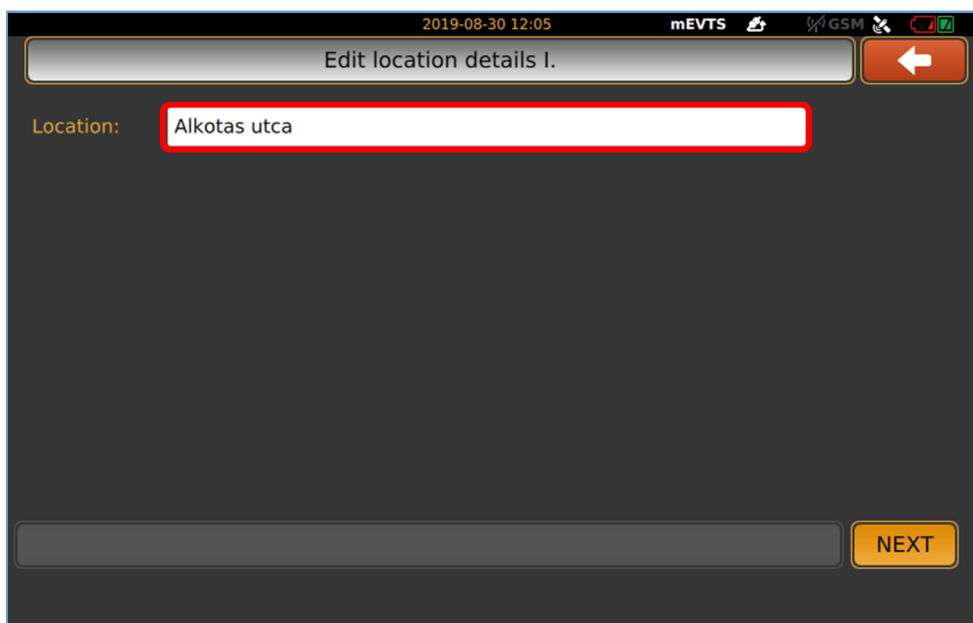 2019-08-30 12:05 mEVTS GSM
Edit location details I.
Location: Alkotas utca
NEXT